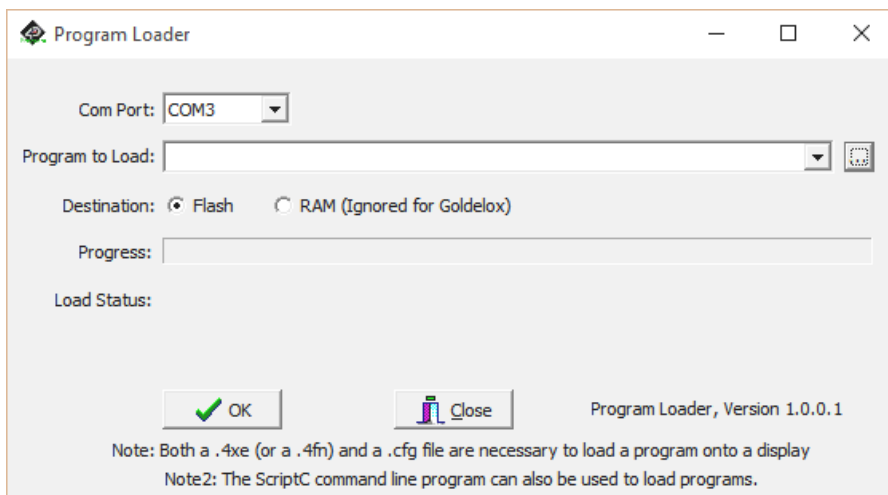 Program Loader
Com Port: COM3
Program to Load:
Destination: Flash RAM (Ignored for Goldelox)
Progress:
Load Status:
OK Close Program Loader, Version 1.0.0.1
Note: Both a .4xe (or a .4fn) and a .cfg file are necessary to load a program onto a display
Note2: The ScriptC command line program can also be used to load programs.